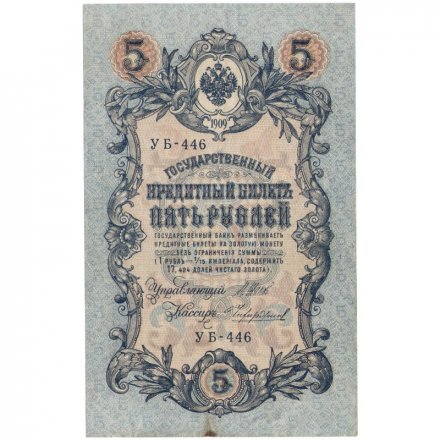 5 5
1909
УБ-446
ГОСУДАРСТВЕННЫЙ
КРЕДИТНЫЙ БИЛЕТЪ
ПЯТЬ РУБЛЕЙ
ГОСУДАРСТВЕННЫЙ БАНКЪ РАЗМѢНИВАЕТЪ
КРЕДИТНЫЕ БИЛЕТЫ НА ЗОЛОТУЮ МОНЕТУ
БЕЗЪ ОГРАНИЧЕНІЯ СУММЫ
(1 РУБЛЬ = 1/15 ИМПЕРІАЛА, СОДЕРЖИТЪ
17,424 ДОЛЕЙ ЧИСТАГО ЗОЛОТА).
Управляющій
Кассиръ
УБ-446
5